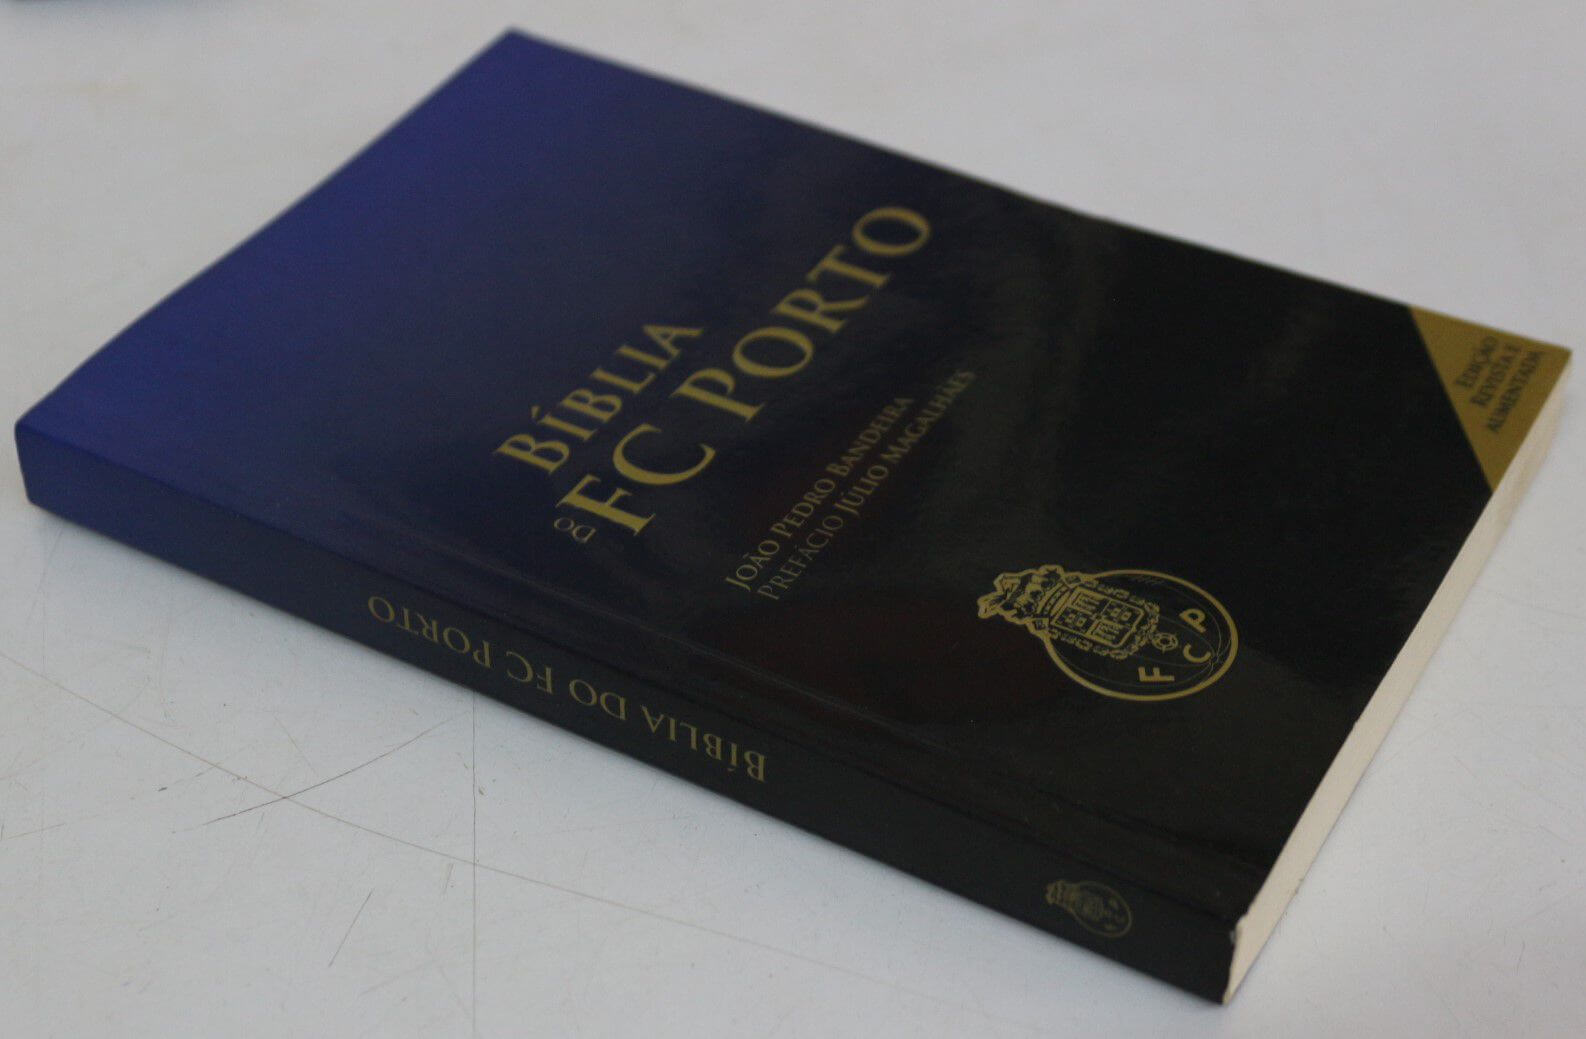 BÍBLIA
DO
FC PORTO
JOÃO PEDRO BANDEIRA
PREFÁCIO JÚLIO MAGALHÃES
EDIÇÃO
REVISTA E
AUMENTADA
F C P
BÍBLIA DO FC PORTO
F C P